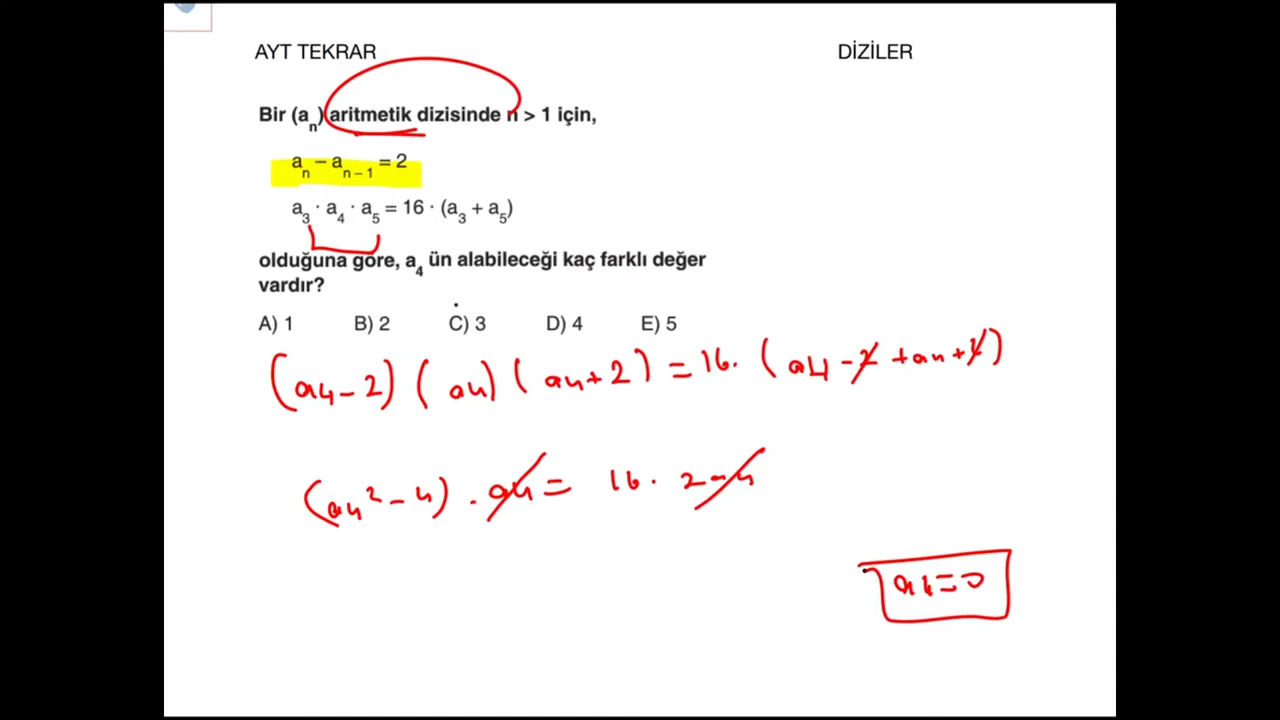 AYT TEKRAR DİZİLER
Bir (aₙ) aritmetik dizisinde n > 1 için,
aₙ – aₙ₋₁ = 2
a₃ · a₄ · a₅ = 16 · (a₃ + a₅)
olduğuna göre, a₄ ün alabileceği kaç farklı değer
vardır?
A) 1 B) 2 C) 3 D) 4 E) 5
(a₄ - 2) (a₄) (a₄ + 2) = 16 · (a₄ - 2 + a₄ + 2)
(a₄² - 4) · a₄ = 16 · 2a₄
a₄ = 0